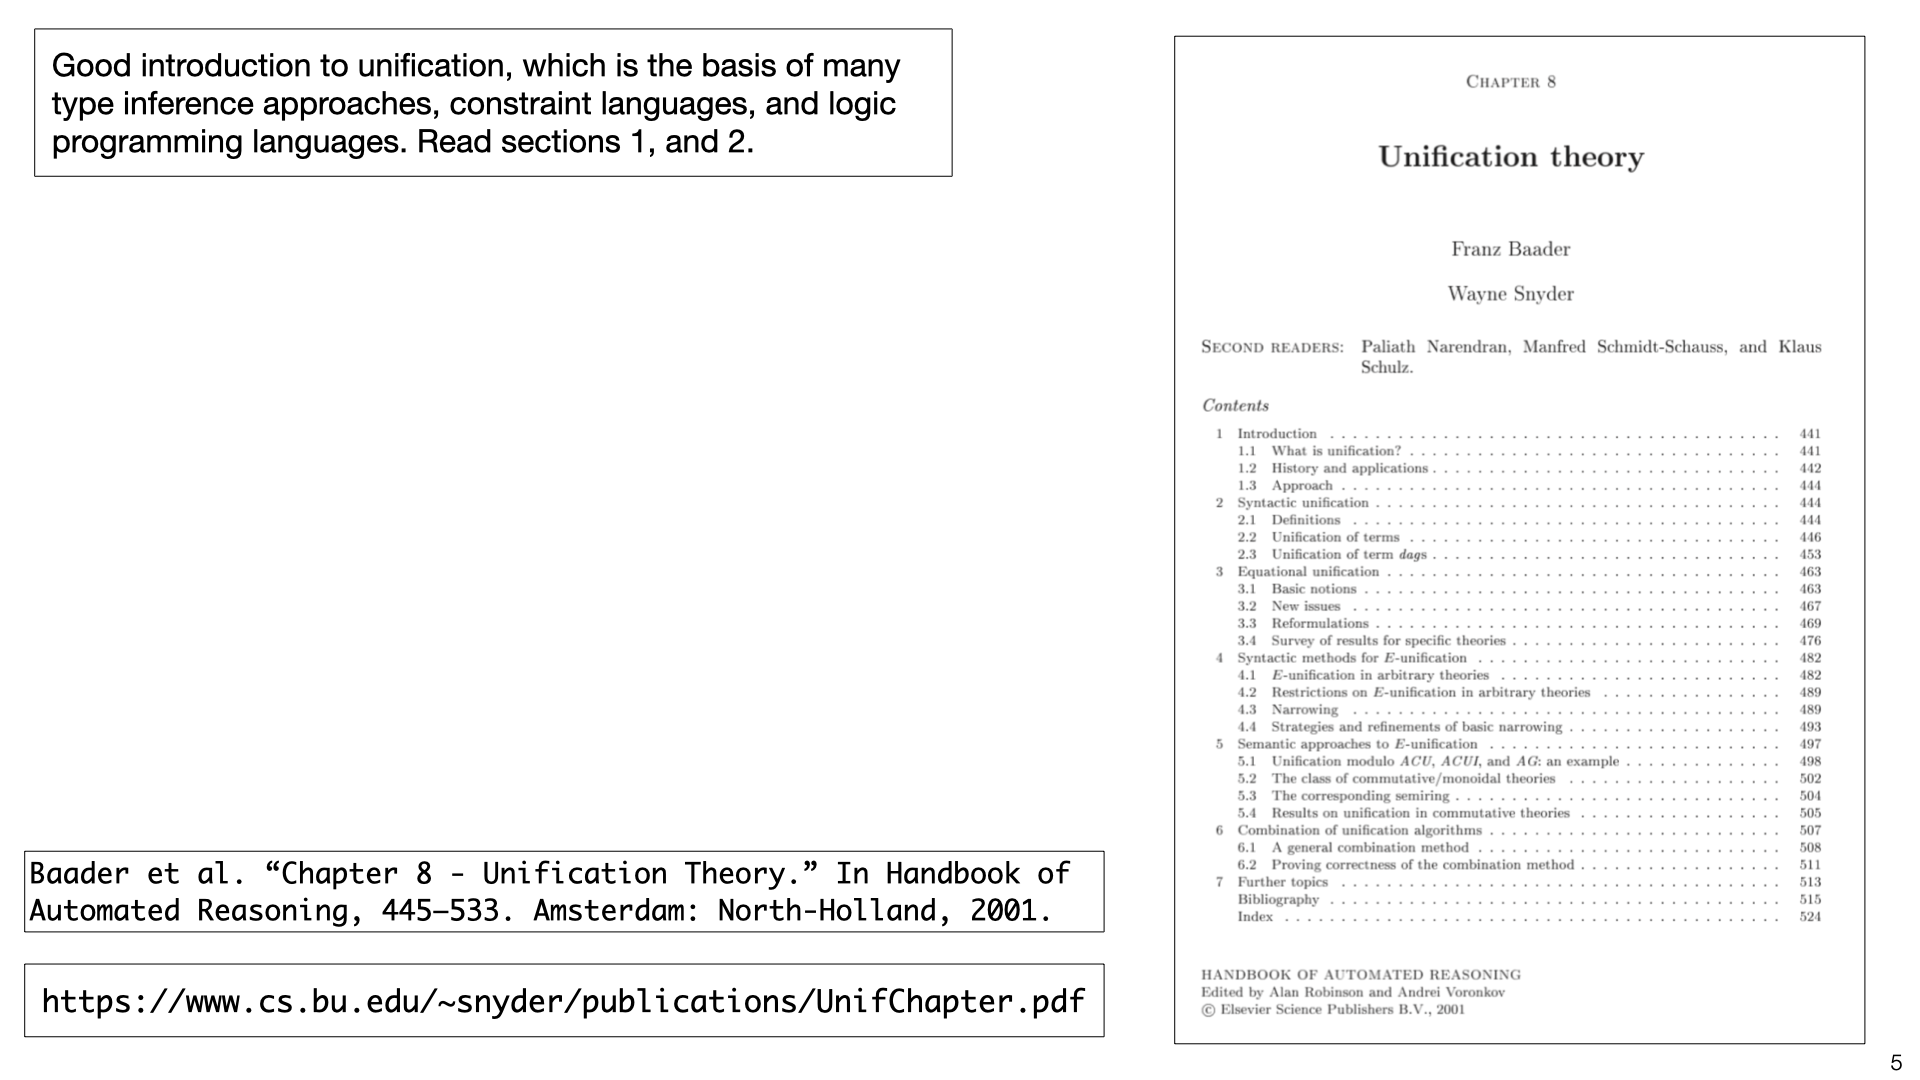 Good introduction to unification, which is the basis of many
type inference approaches, constraint languages, and logic
programming languages. Read sections 1, and 2.
Baader et al. “Chapter 8 - Unification Theory.” In Handbook of
Automated Reasoning, 445–533. Amsterdam: North-Holland, 2001.
https://www.cs.bu.edu/~snyder/publications/UnifChapter.pdf
CHAPTER 8
Unification theory
Franz Baader
Wayne Snyder
SECOND READERS: Paliath Narendran, Manfred Schmidt-Schauss, and Klaus
Schulz.
Contents
1 Introduction . . . . . . . . . . 441
1.1 What is unification? . . . . . . . . . . 441
1.2 History and applications . . . . . . . . . . 442
1.3 Approach . . . . . . . . . . 444
2 Syntactic unification . . . . . . . . . . 444
2.1 Definitions . . . . . . . . . . 444
2.2 Unification of terms . . . . . . . . . . 446
2.3 Unification of term dags . . . . . . . . . . 453
3 Equational unification . . . . . . . . . . 463
3.1 Basic notions . . . . . . . . . . 463
3.2 New issues . . . . . . . . . . 467
3.3 Reformulations . . . . . . . . . . 469
3.4 Survey of results for specific theories . . . . . . . . . . 476
4 Syntactic methods for E-unification . . . . . . . . . . 482
4.1 E-unification in arbitrary theories . . . . . . . . . . 482
4.2 Restrictions on E-unification in arbitrary theories . . . . . . . . . . 489
4.3 Narrowing . . . . . . . . . . 489
4.4 Strategies and refinements of basic narrowing . . . . . . . . . . 493
5 Semantic approaches to E-unification . . . . . . . . . . 497
5.1 Unification modulo ACU, ACUI, and AG: an example . . . . . . . . . . 498
5.2 The class of commutative/monoidal theories . . . . . . . . . . 502
5.3 The corresponding semiring . . . . . . . . . . 504
5.4 Results on unification in commutative theories . . . . . . . . . . 505
6 Combination of unification algorithms . . . . . . . . . . 507
6.1 A general combination method . . . . . . . . . . 508
6.2 Proving correctness of the combination method . . . . . . . . . . 511
7 Further topics . . . . . . . . . . 513
Bibliography . . . . . . . . . . 515
Index . . . . . . . . . . 524
HANDBOOK OF AUTOMATED REASONING
Edited by Alan Robinson and Andrei Voronkov
© Elsevier Science Publishers B.V., 2001
5